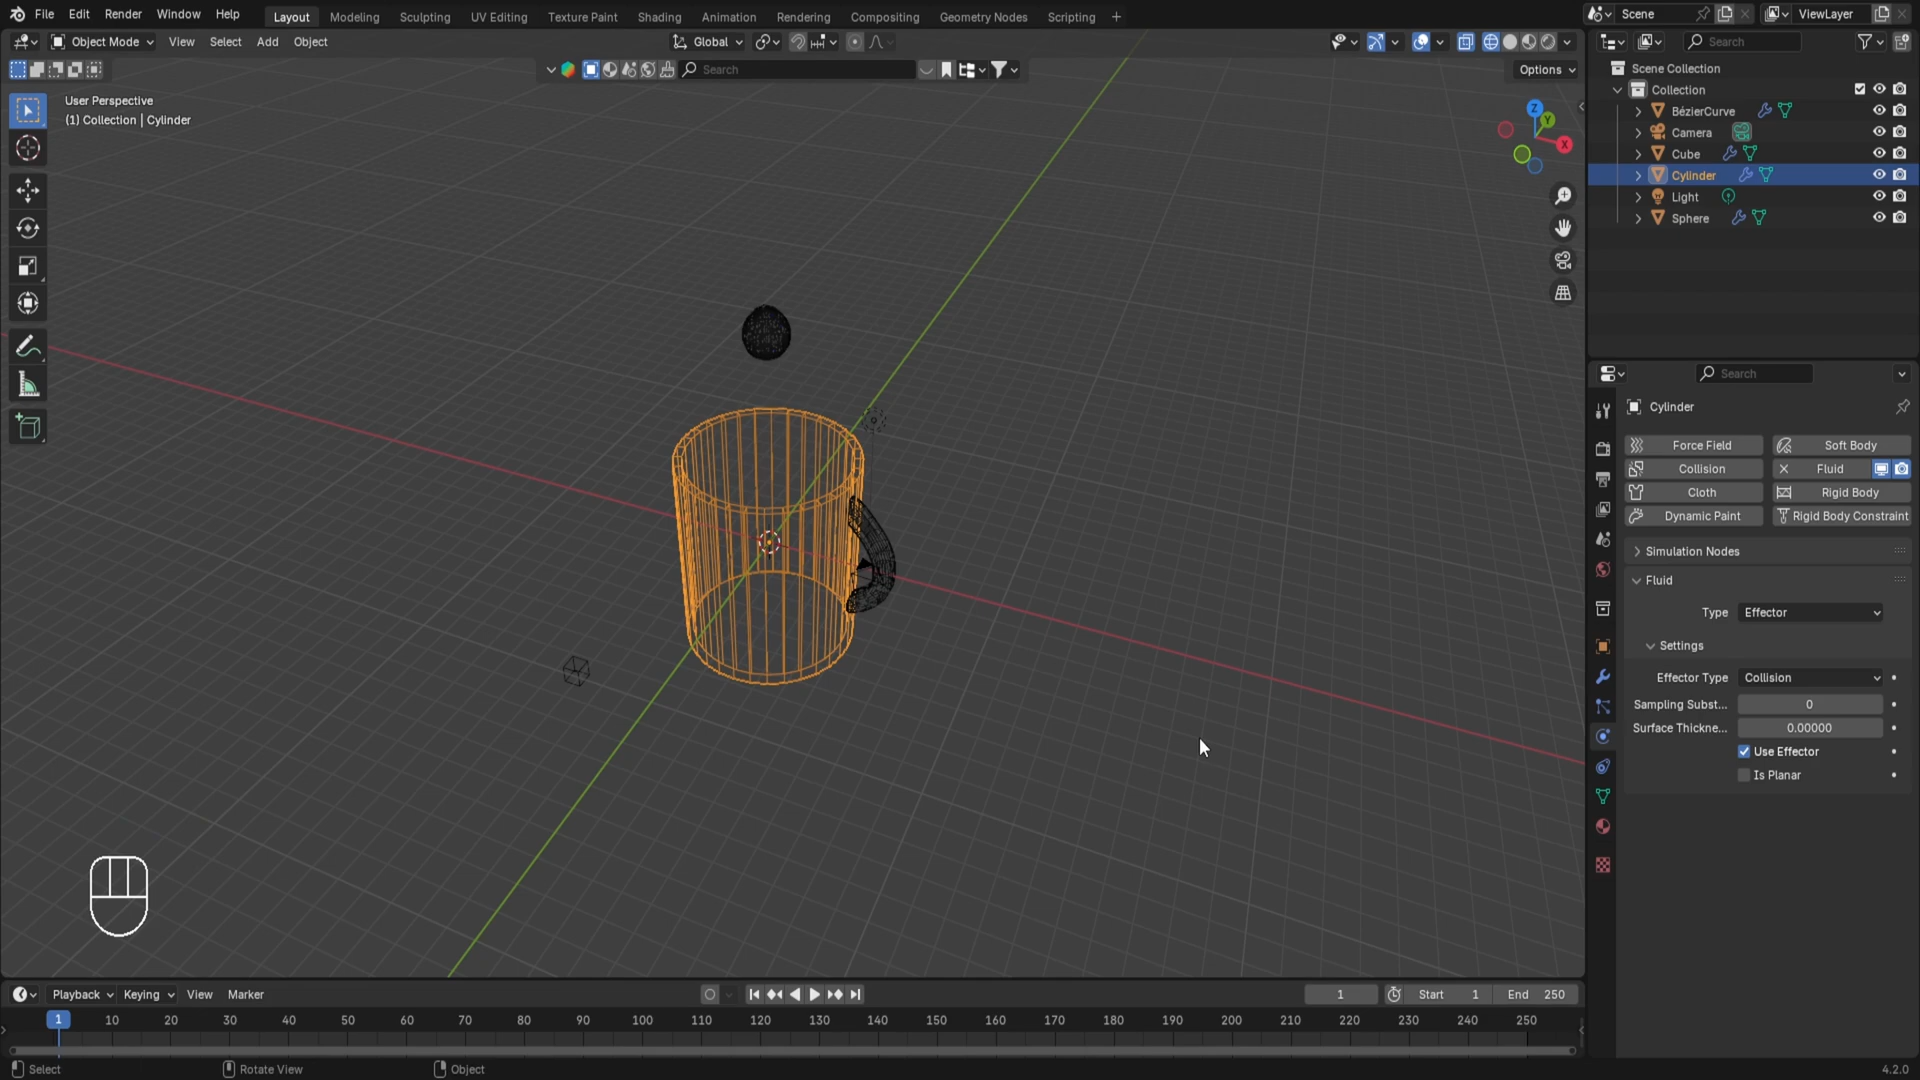 File Edit Render Window Help Layout Modeling Sculpting UV Editing Texture Paint Shading Animation Rendering Compositing Geometry Nodes Scripting + Scene ViewLayer
Object Mode View Select Add Object Global Search
Search Options
User Perspective
(1) Collection | Cylinder
Z
Y
X
Scene Collection
Collection
BézierCurve
Camera
Cube
Cylinder
Light
Sphere
Search
Cylinder
Force Field Soft Body
Collision Fluid
Cloth Rigid Body
Dynamic Paint Rigid Body Constraint
Simulation Nodes
Fluid
Type Effector
Settings
Effector Type Collision
Sampling Subst... 0
Surface Thickne... 0.00000
Use Effector
Is Planar
Playback Keying View Marker 1 Start 1 End 250
1 10 20 30 40 50 60 70 80 90 100 110 120 130 140 150 160 170 180 190 200 210 220 230 240 250
Select Rotate View Object 4.2.0